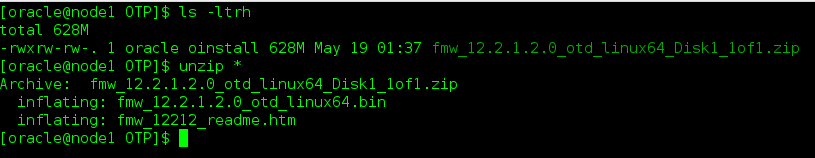 [oracle@node1 OTP]$ ls -ltrh
total 628M
-rwxrw-rw-. 1 oracle oinstall 628M May 19 01:37 fmw_12.2.1.2.0_otd_linux64_Disk1_1of1.zip
[oracle@node1 OTP]$ unzip *
Archive:  fmw_12.2.1.2.0_otd_linux64_Disk1_1of1.zip
  inflating: fmw_12.2.1.2.0_otd_linux64.bin
  inflating: fmw_12212_readme.htm
[oracle@node1 OTP]$